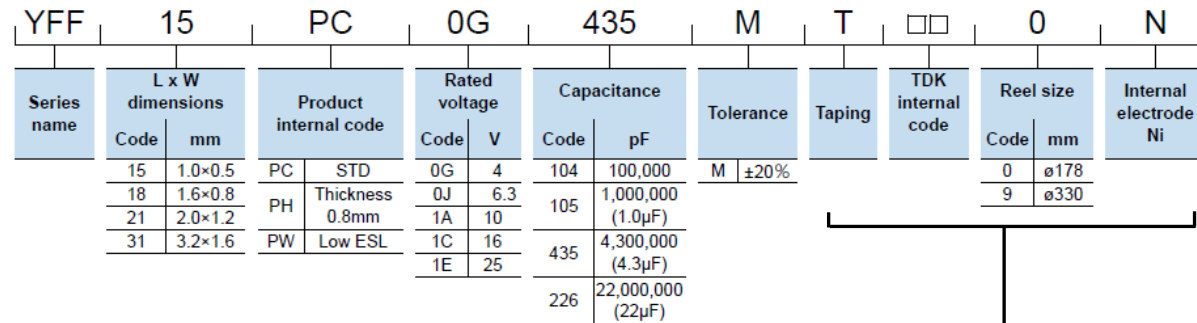 YFF 15 PC 0G 435 M T □□ 0 N
Series name
L x W dimensions
Code mm
15 1.0×0.5
18 1.6×0.8
21 2.0×1.2
31 3.2×1.6
Product internal code
PC STD
PH Thickness 0.8mm
PW Low ESL
Rated voltage
Code V
0G 4
0J 6.3
1A 10
1C 16
1E 25
Capacitance
Code pF
104 100,000
105 1,000,000 (1.0μF)
435 4,300,000 (4.3μF)
226 22,000,000 (22μF)
Tolerance
M ±20%
Taping
TDK internal code
Reel size
Code mm
0 ø178
9 ø330
Internal electrode Ni